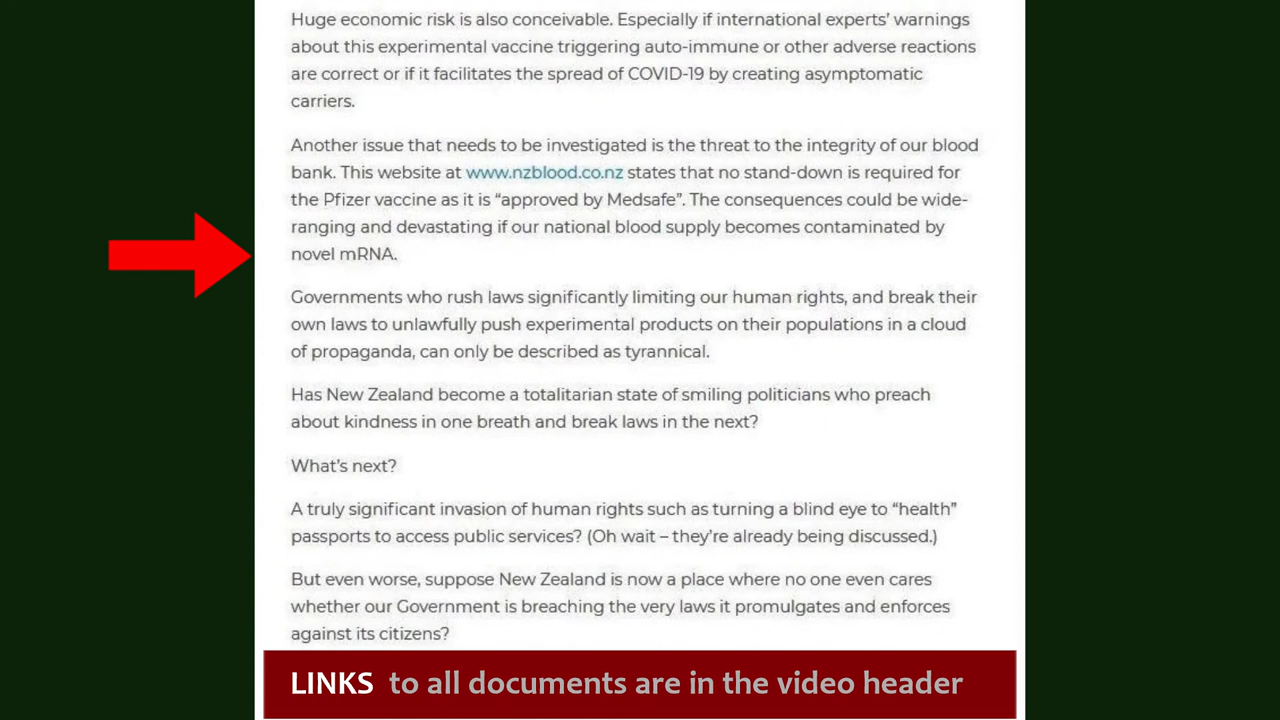 Huge economic risk is also conceivable. Especially if international experts’ warnings
about this experimental vaccine triggering auto-immune or other adverse reactions
are correct or if it facilitates the spread of COVID-19 by creating asymptomatic
carriers.
Another issue that needs to be investigated is the threat to the integrity of our blood
bank. This website at www.nzblood.co.nz states that no stand-down is required for
the Pfizer vaccine as it is “approved by Medsafe”. The consequences could be wide-
ranging and devastating if our national blood supply becomes contaminated by
novel mRNA.
Governments who rush laws significantly limiting our human rights, and break their
own laws to unlawfully push experimental products on their populations in a cloud
of propaganda, can only be described as tyrannical.
Has New Zealand become a totalitarian state of smiling politicians who preach
about kindness in one breath and break laws in the next?
What’s next?
A truly significant invasion of human rights such as turning a blind eye to “health”
passports to access public services? (Oh wait – they’re already being discussed.)
But even worse, suppose New Zealand is now a place where no one even cares
whether our Government is breaching the very laws it promulgates and enforces
against its citizens?
LINKS to all documents are in the video header